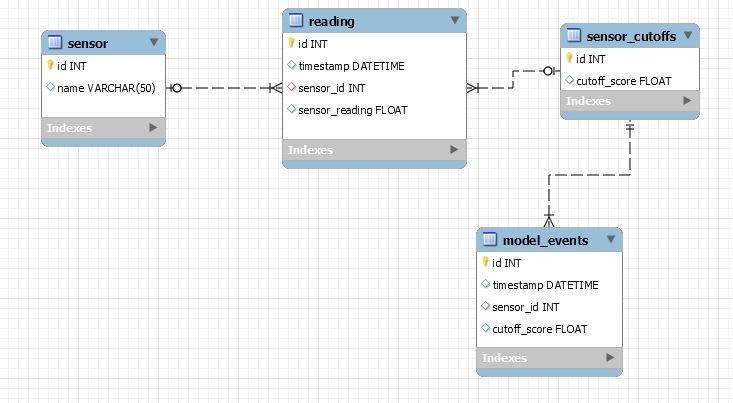 sensor
id INT
name VARCHAR(50)
Indexes
reading
id INT
timestamp DATETIME
sensor_id INT
sensor_reading FLOAT
Indexes
sensor_cutoffs
id INT
cutoff_score FLOAT
Indexes
model_events
id INT
timestamp DATETIME
sensor_id INT
cutoff_score FLOAT
Indexes